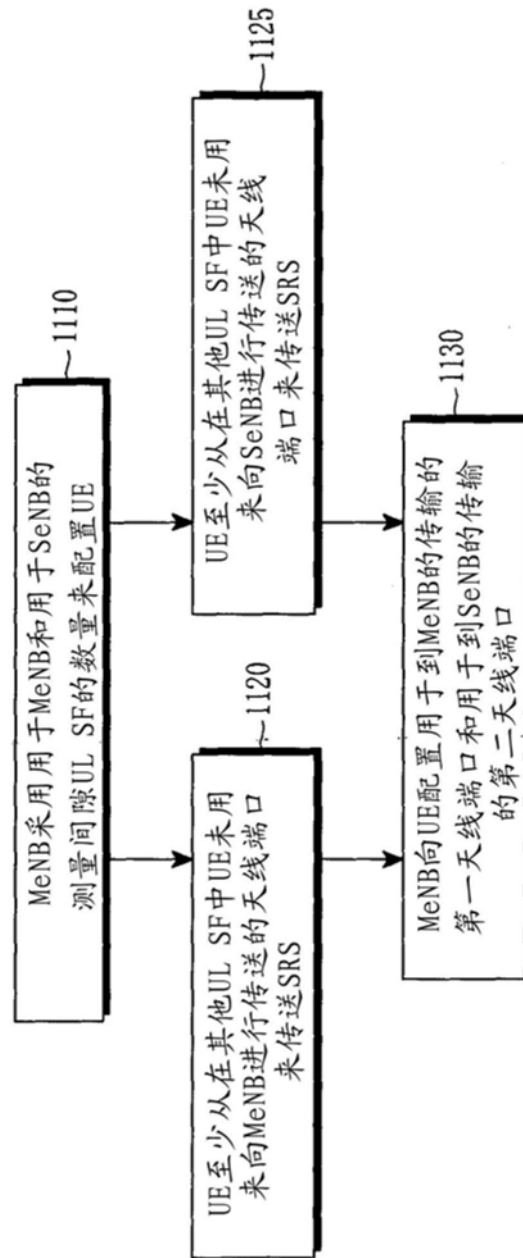 MeNB采用用于MeNB和用于SeNB的
测量间隙UL SF的数量来配置UE
1110
UE至少从在其他UL SF中UE未用
来向MeNB进行传送的天线端口
来传送SRS
1120
UE至少从在其他UL SF中UE未用
来向SeNB进行传送的天线
端口来传送SRS
1125
MeNB向UE配置用于到MeNB的传输的
第一天线端口和用于到SeNB的传输
的第二天线端口
1130